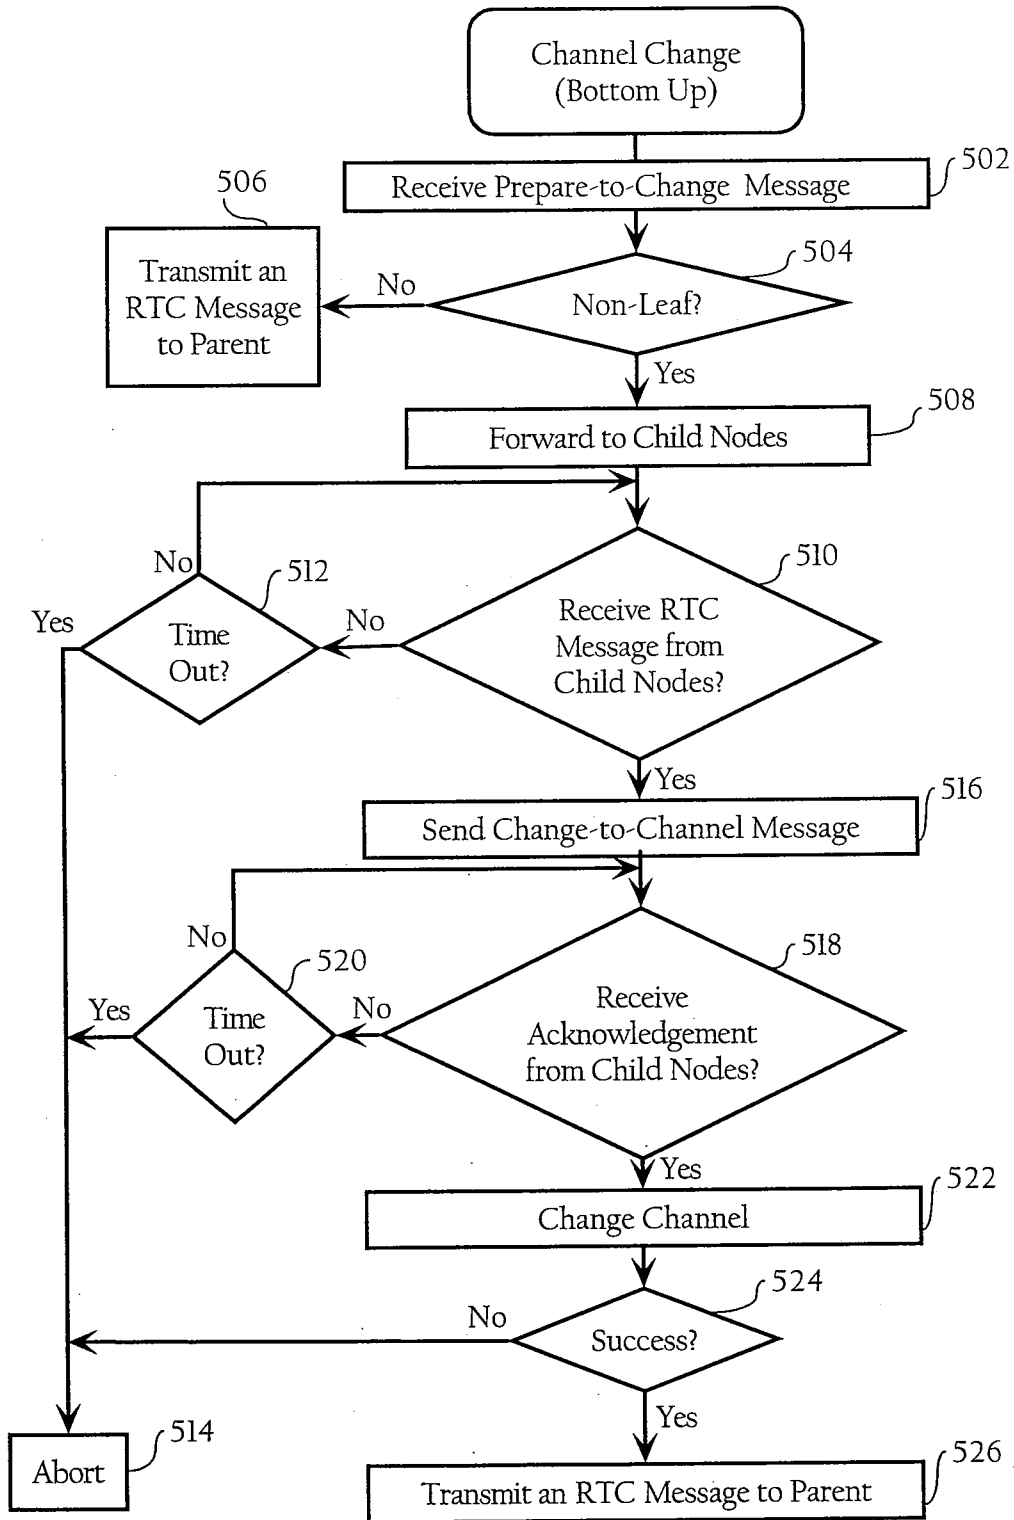 Channel Change
(Bottom Up)
502
Receive Prepare-to-Change Message
506
504
Transmit an
RTC Message
to Parent
No
Non-Leaf?
Yes
508
Forward to Child Nodes
No
512
510
Yes
Time
Out?
No
Receive RTC
Message from
Child Nodes?
Yes
516
Send Change-to-Channel Message
No
520
518
Yes
Time
Out?
No
Receive
Acknowledgement
from Child Nodes?
Yes
522
Change Channel
524
No
Success?
Yes
514
Abort
526
Transmit an RTC Message to Parent